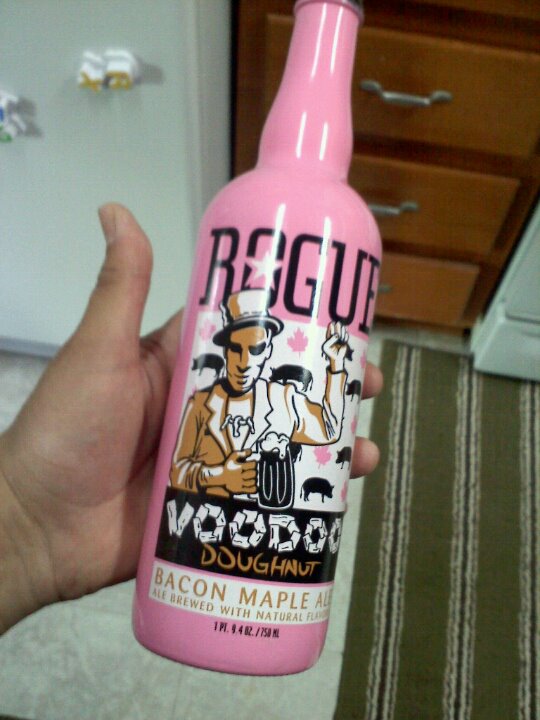 ROGUE
VOODOO
DOUGHNUT
BACON MAPLE ALE
ALE BREWED WITH NATURAL FLAVORS
1 PT. 9.4 OZ. / 750 ML